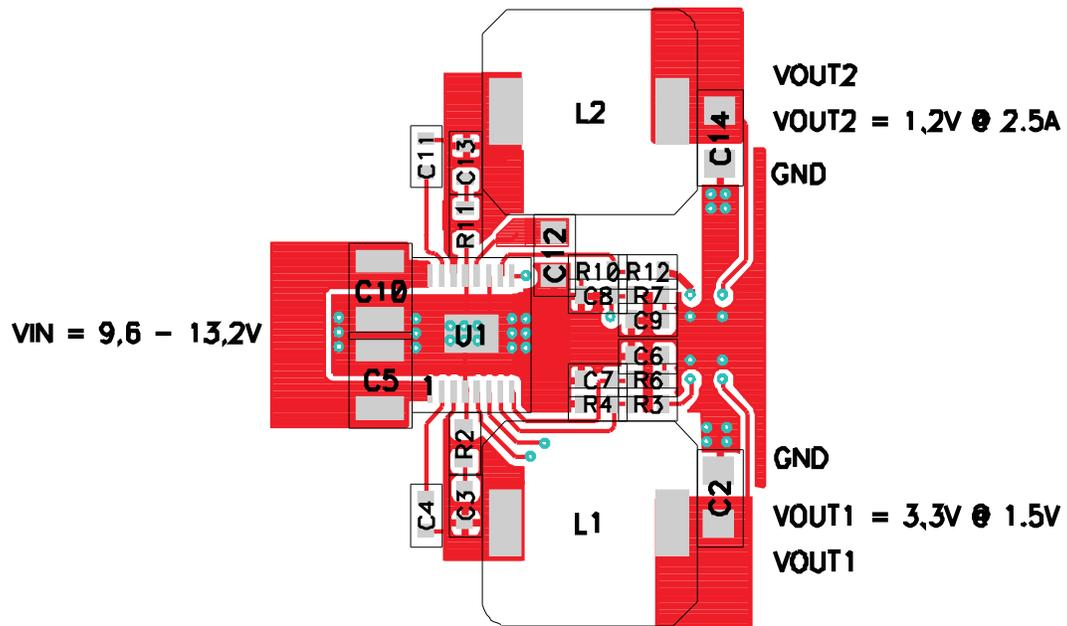 VOUT2
L2
VOUT2 = 1.2V @ 2.5A
C14
C11
C13
GND
R11
C12
R10 R12
C10
C8 R7
C9
VIN = 9.6 - 13.2V
U1
C6
C5
1
C7 R6
R4 R3
R2
GND
C3
C2
C4
L1
VOUT1 = 3.3V @ 1.5V
VOUT1